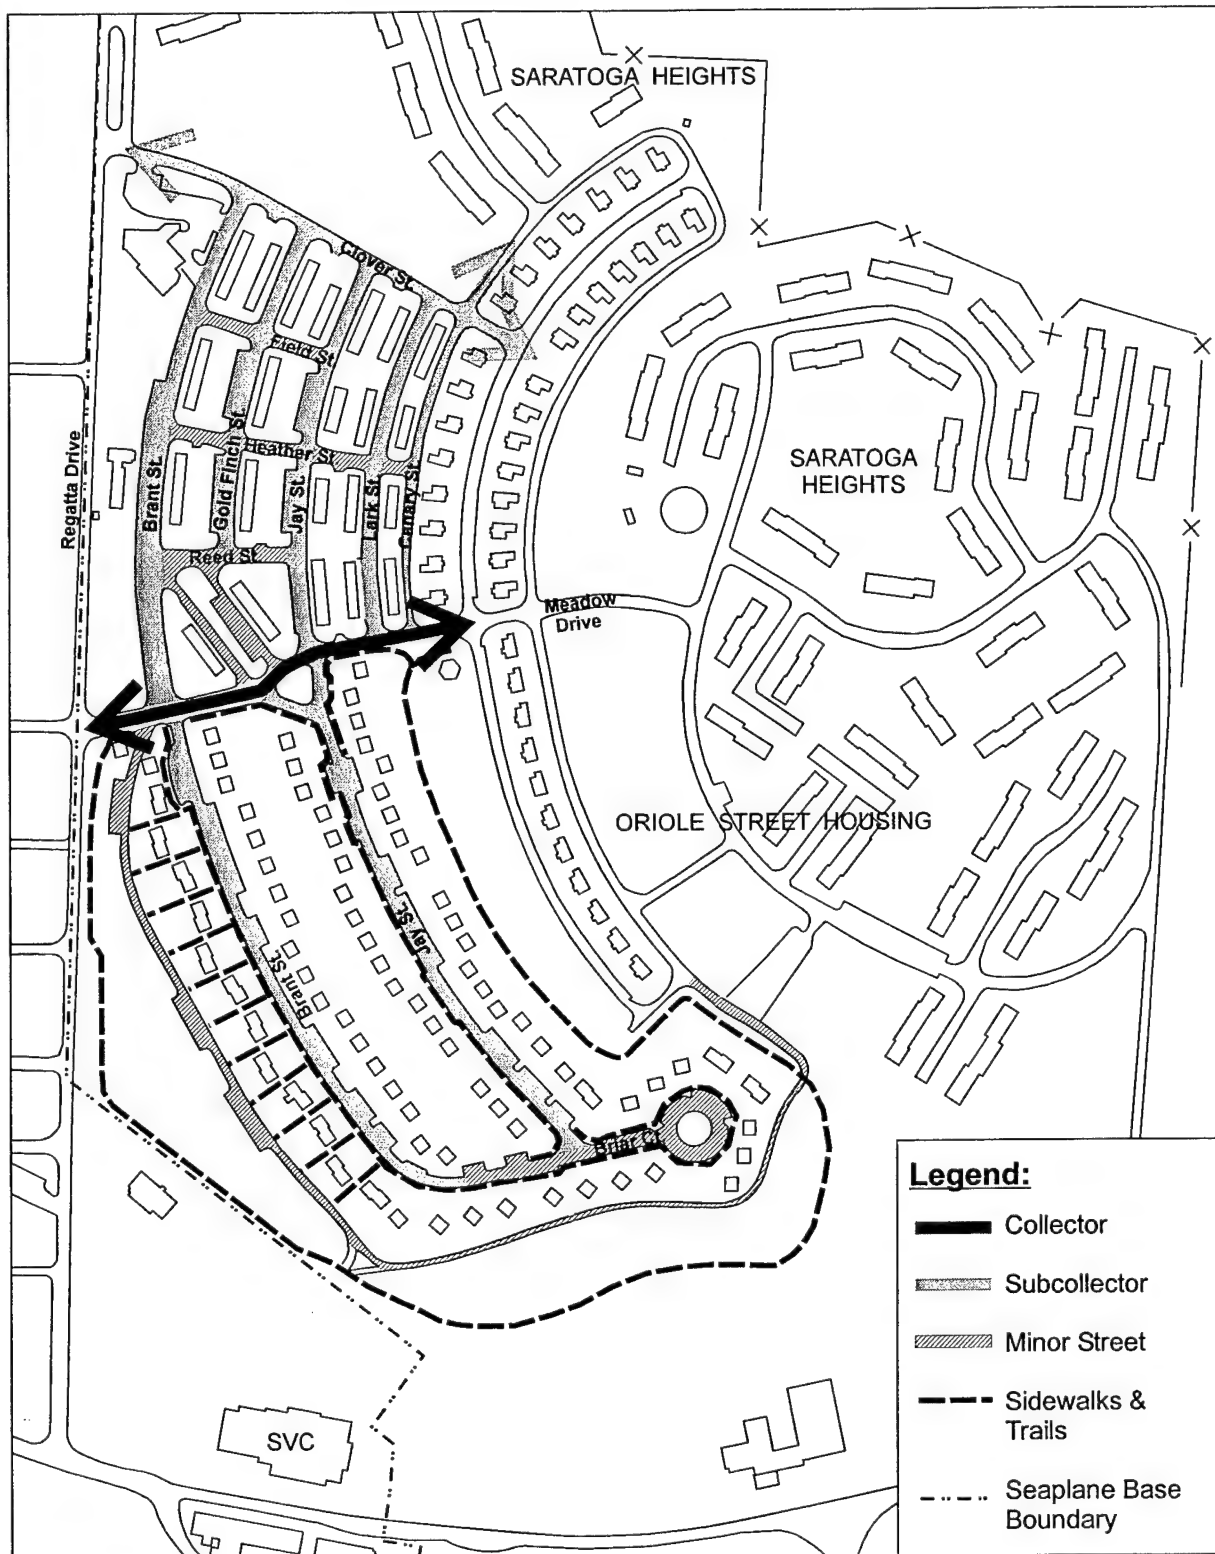 SARATOGA HEIGHTS
Clover St.
Field St.
Heather St.
Regatta Drive
Brant St.
Gold Finch St.
Jay St.
Lark St.
Canary St.
SARATOGA
HEIGHTS
Reed St.
Meadow
Drive
ORIOLE STREET HOUSING
Jay St.
Brant St.
Briar Ct.
SVC
Legend:
Collector
Subcollector
Minor Street
Sidewalks &
Trails
Seaplane Base
Boundary